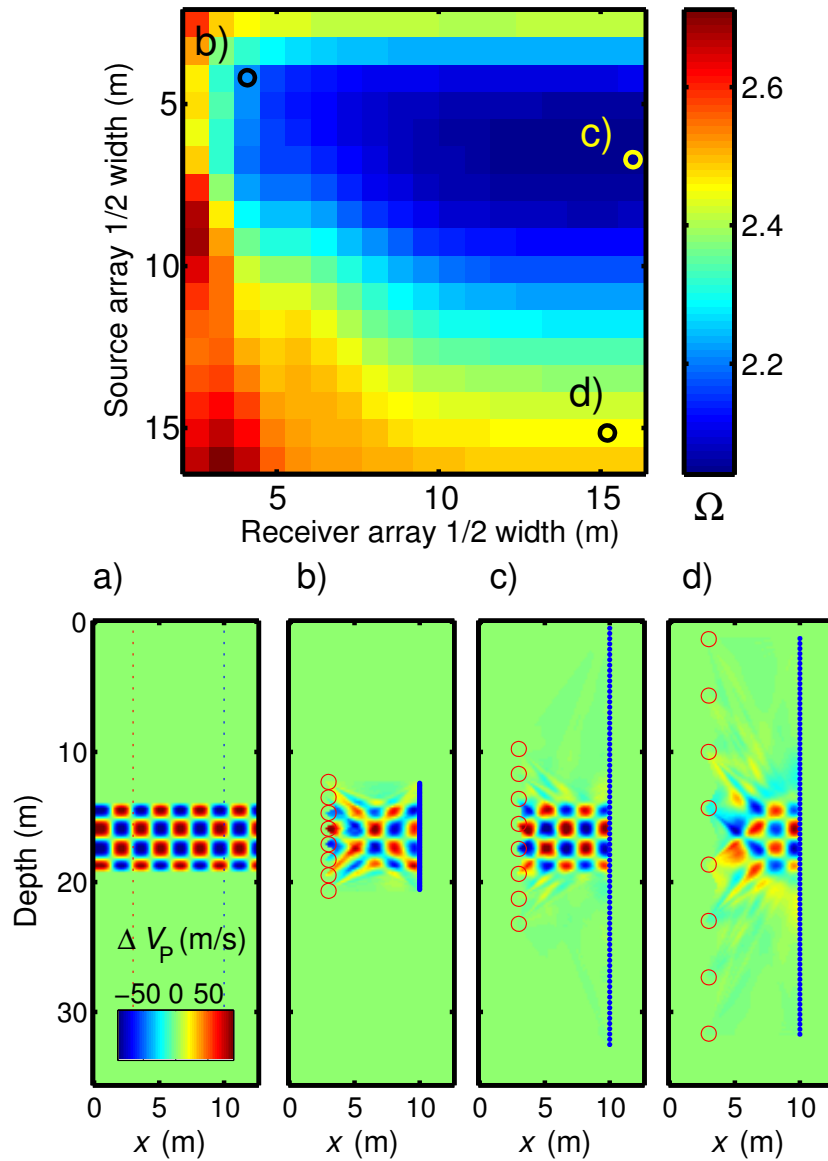 b)
c)
d)
5
10
15
Source array 1/2 width (m)
5
10
15
Receiver array 1/2 width (m)
2.6
2.4
2.2
Ω
a)
b)
c)
d)
0
10
20
30
Depth (m)
Δ VP (m/s)
−50 0 50
0 5 10
0 5 10
0 5 10
0 5 10
x (m)
x (m)
x (m)
x (m)